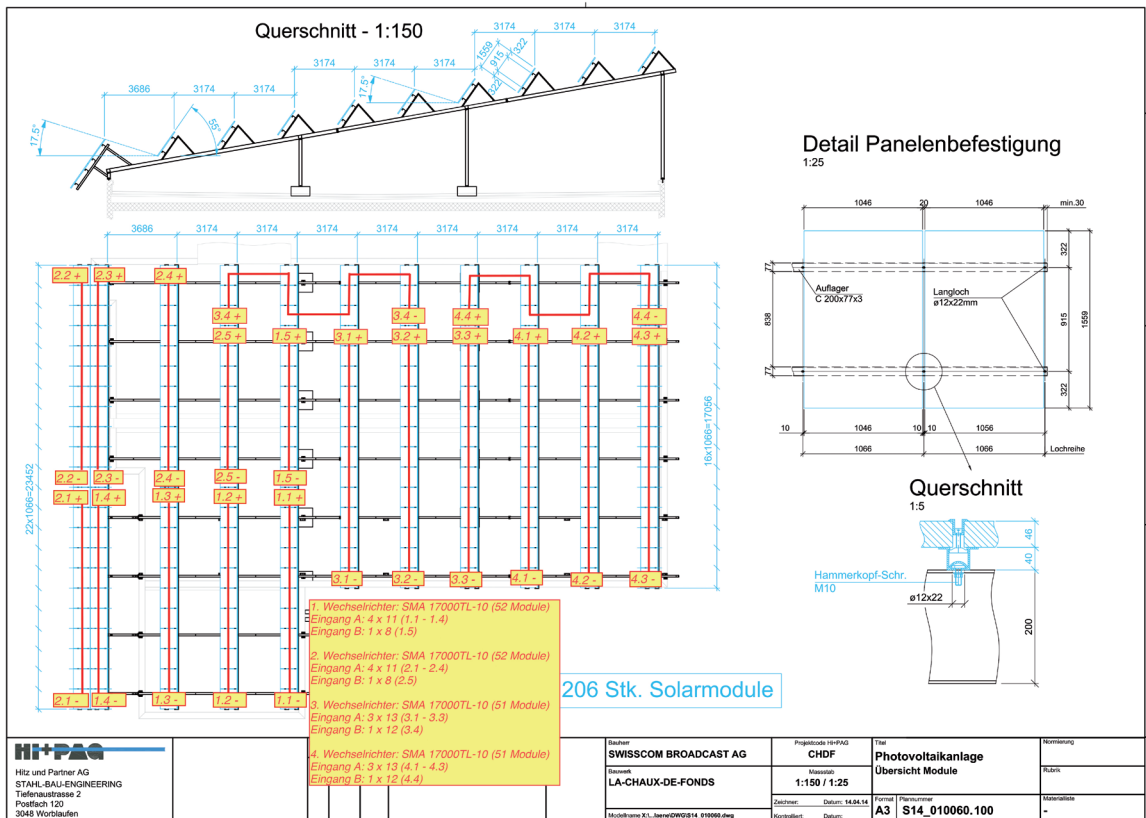 Querschnitt - 1:150
3174
3174
3174
3174
3174
3174
3686
3174
3174
1559
915
322
322
17.5°
17.5°
55°
3686
3174
3174
3174
3174
3174
3174
3174
3174
2.2 +
2.3 +
2.4 +
3.4 +
3.4 -
4.4 +
4.4 -
2.5 +
1.5 +
3.1 +
3.2 +
3.3 +
4.1 +
4.2 +
4.3 +
2.2 -
2.3 -
2.4 -
2.5 -
1.5 -
2.1 +
1.4 +
1.3 +
1.2 +
1.1 +
3.1 -
3.2 -
3.3 -
4.1 -
4.2 -
4.3 -
2.1 -
1.4 -
1.3 -
1.2 -
1.1 -
22x1066=23452
16x1066=17056
1. Wechselrichter: SMA 17000TL-10 (52 Module)
Eingang A: 4 x 11 (1.1 - 1.4)
Eingang B: 1 x 8 (1.5)
2. Wechselrichter: SMA 17000TL-10 (52 Module)
Eingang A: 4 x 11 (2.1 - 2.4)
Eingang B: 1 x 8 (2.5)
3. Wechselrichter: SMA 17000TL-10 (51 Module)
Eingang A: 3 x 13 (3.1 - 3.3)
Eingang B: 1 x 12 (3.4)
4. Wechselrichter: SMA 17000TL-10 (51 Module)
Eingang A: 3 x 13 (4.1 - 4.3)
Eingang B: 1 x 12 (4.4)
206 Stk. Solarmodule
Detail Panelenbefestigung
1:25
1046
20
1046
min.30
77
838
77
322
915
322
1559
Auflager
C 200x77x3
Langloch
ø12x22mm
10
1046
10
10
1056
1066
1066
Lochreihe
Querschnitt
1:5
46
40
200
Hammerkopf-Schr.
M10
ø12x22
HI+PAG
Hitz und Partner AG
STAHL-BAU-ENGINEERING
Tiefenaustrasse 2
Postfach 120
3048 Worblaufen
Bauherr
SWISSCOM BROADCAST AG
Bauwerk
LA-CHAUX-DE-FONDS
Modellname X:\...\aene\DWG\S14_010060.dwg
Projektcode HI+PAG
CHDF
Massstab
1:150 / 1:25
Zeichner:
Datum: 14.04.14
Kontrolliert:
Datum:
Titel
Photovoltaikanlage
Übersicht Module
Format
A3
Plannummer
S14_010060.100
Normierung
Rubrik
Materialliste
-